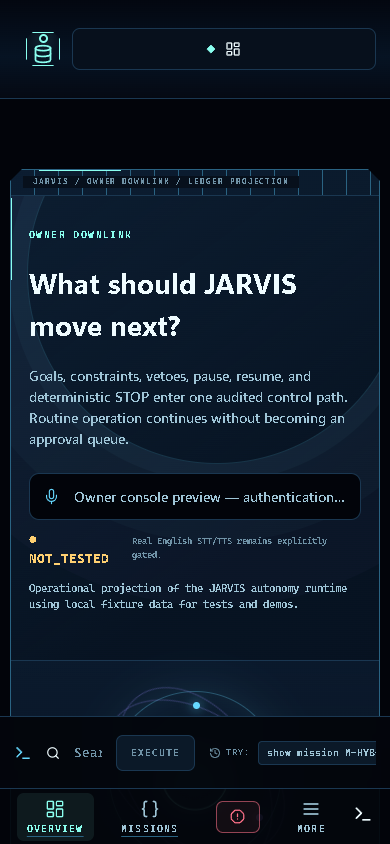 JARVIS / OWNER DOWNLINK / LEDGER PROJECTION
OWNER DOWNLINK
What should JARVIS
move next?
Goals, constraints, vetoes, pause, resume, and
deterministic STOP enter one audited control path.
Routine operation continues without becoming an
approval queue.
Owner console preview — authentication...
NOT_TESTED
Real English STT/TTS remains explicitly
gated.
Operational projection of the JARVIS autonomy runtime
using local fixture data for tests and demos.
Sear
EXECUTE
TRY:
show mission M-HYB
OVERVIEW
MISSIONS
MORE